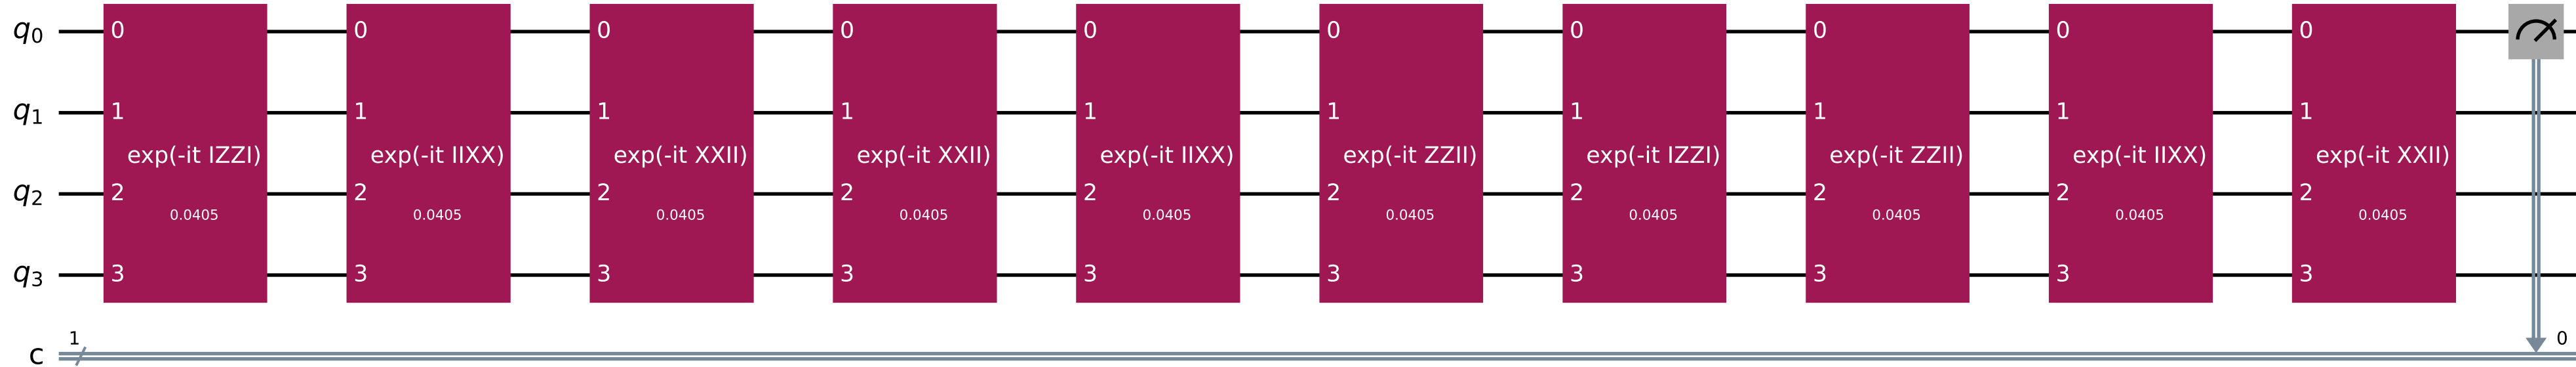 q0 0 0 0 0 0 0 0 0 0 0
q1 1 1 1 1 1 1 1 1 1 1
exp(-it IZZI) exp(-it IIXX) exp(-it XXII) exp(-it XXII) exp(-it IIXX) exp(-it ZZII) exp(-it IZZI) exp(-it ZZII) exp(-it IIXX) exp(-it XXII)
q2 2 2 2 2 2 2 2 2 2 2
0.0405 0.0405 0.0405 0.0405 0.0405 0.0405 0.0405 0.0405 0.0405 0.0405
q3 3 3 3 3 3 3 3 3 3 3
1 0
c